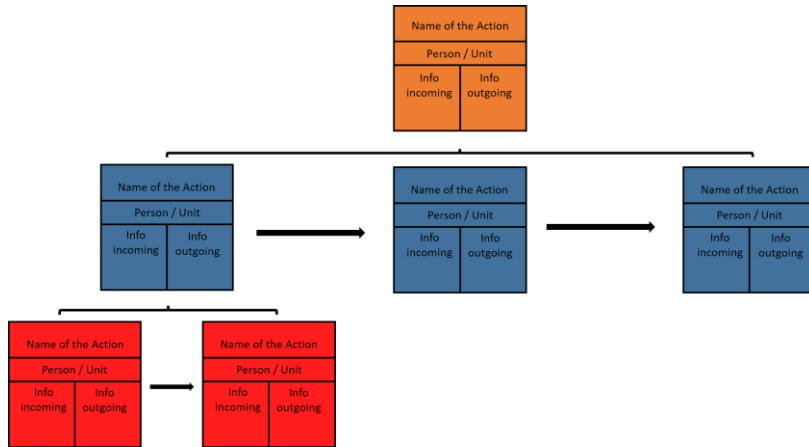 Name of the Action
Person / Unit
Info incoming
Info outgoing
Name of the Action
Person / Unit
Info incoming
Info outgoing
Name of the Action
Person / Unit
Info incoming
Info outgoing
Name of the Action
Person / Unit
Info incoming
Info outgoing
Name of the Action
Person / Unit
Info incoming
Info outgoing
Name of the Action
Person / Unit
Info incoming
Info outgoing